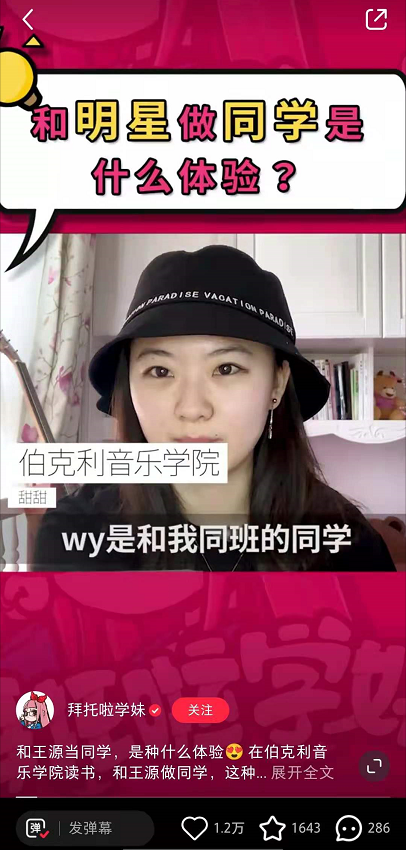 和明星做同学是
什么体验？
PARADISE VACATION PARADISE
伯克利音乐学院
甜甜
wy是和我同班的同学
拜托啦学妹
关注
和王源当同学，是种什么体验😍 在伯克利音
乐学院读书，和王源做同学，这种... 展开全文
弹
发弹幕
1.2万
1643
286